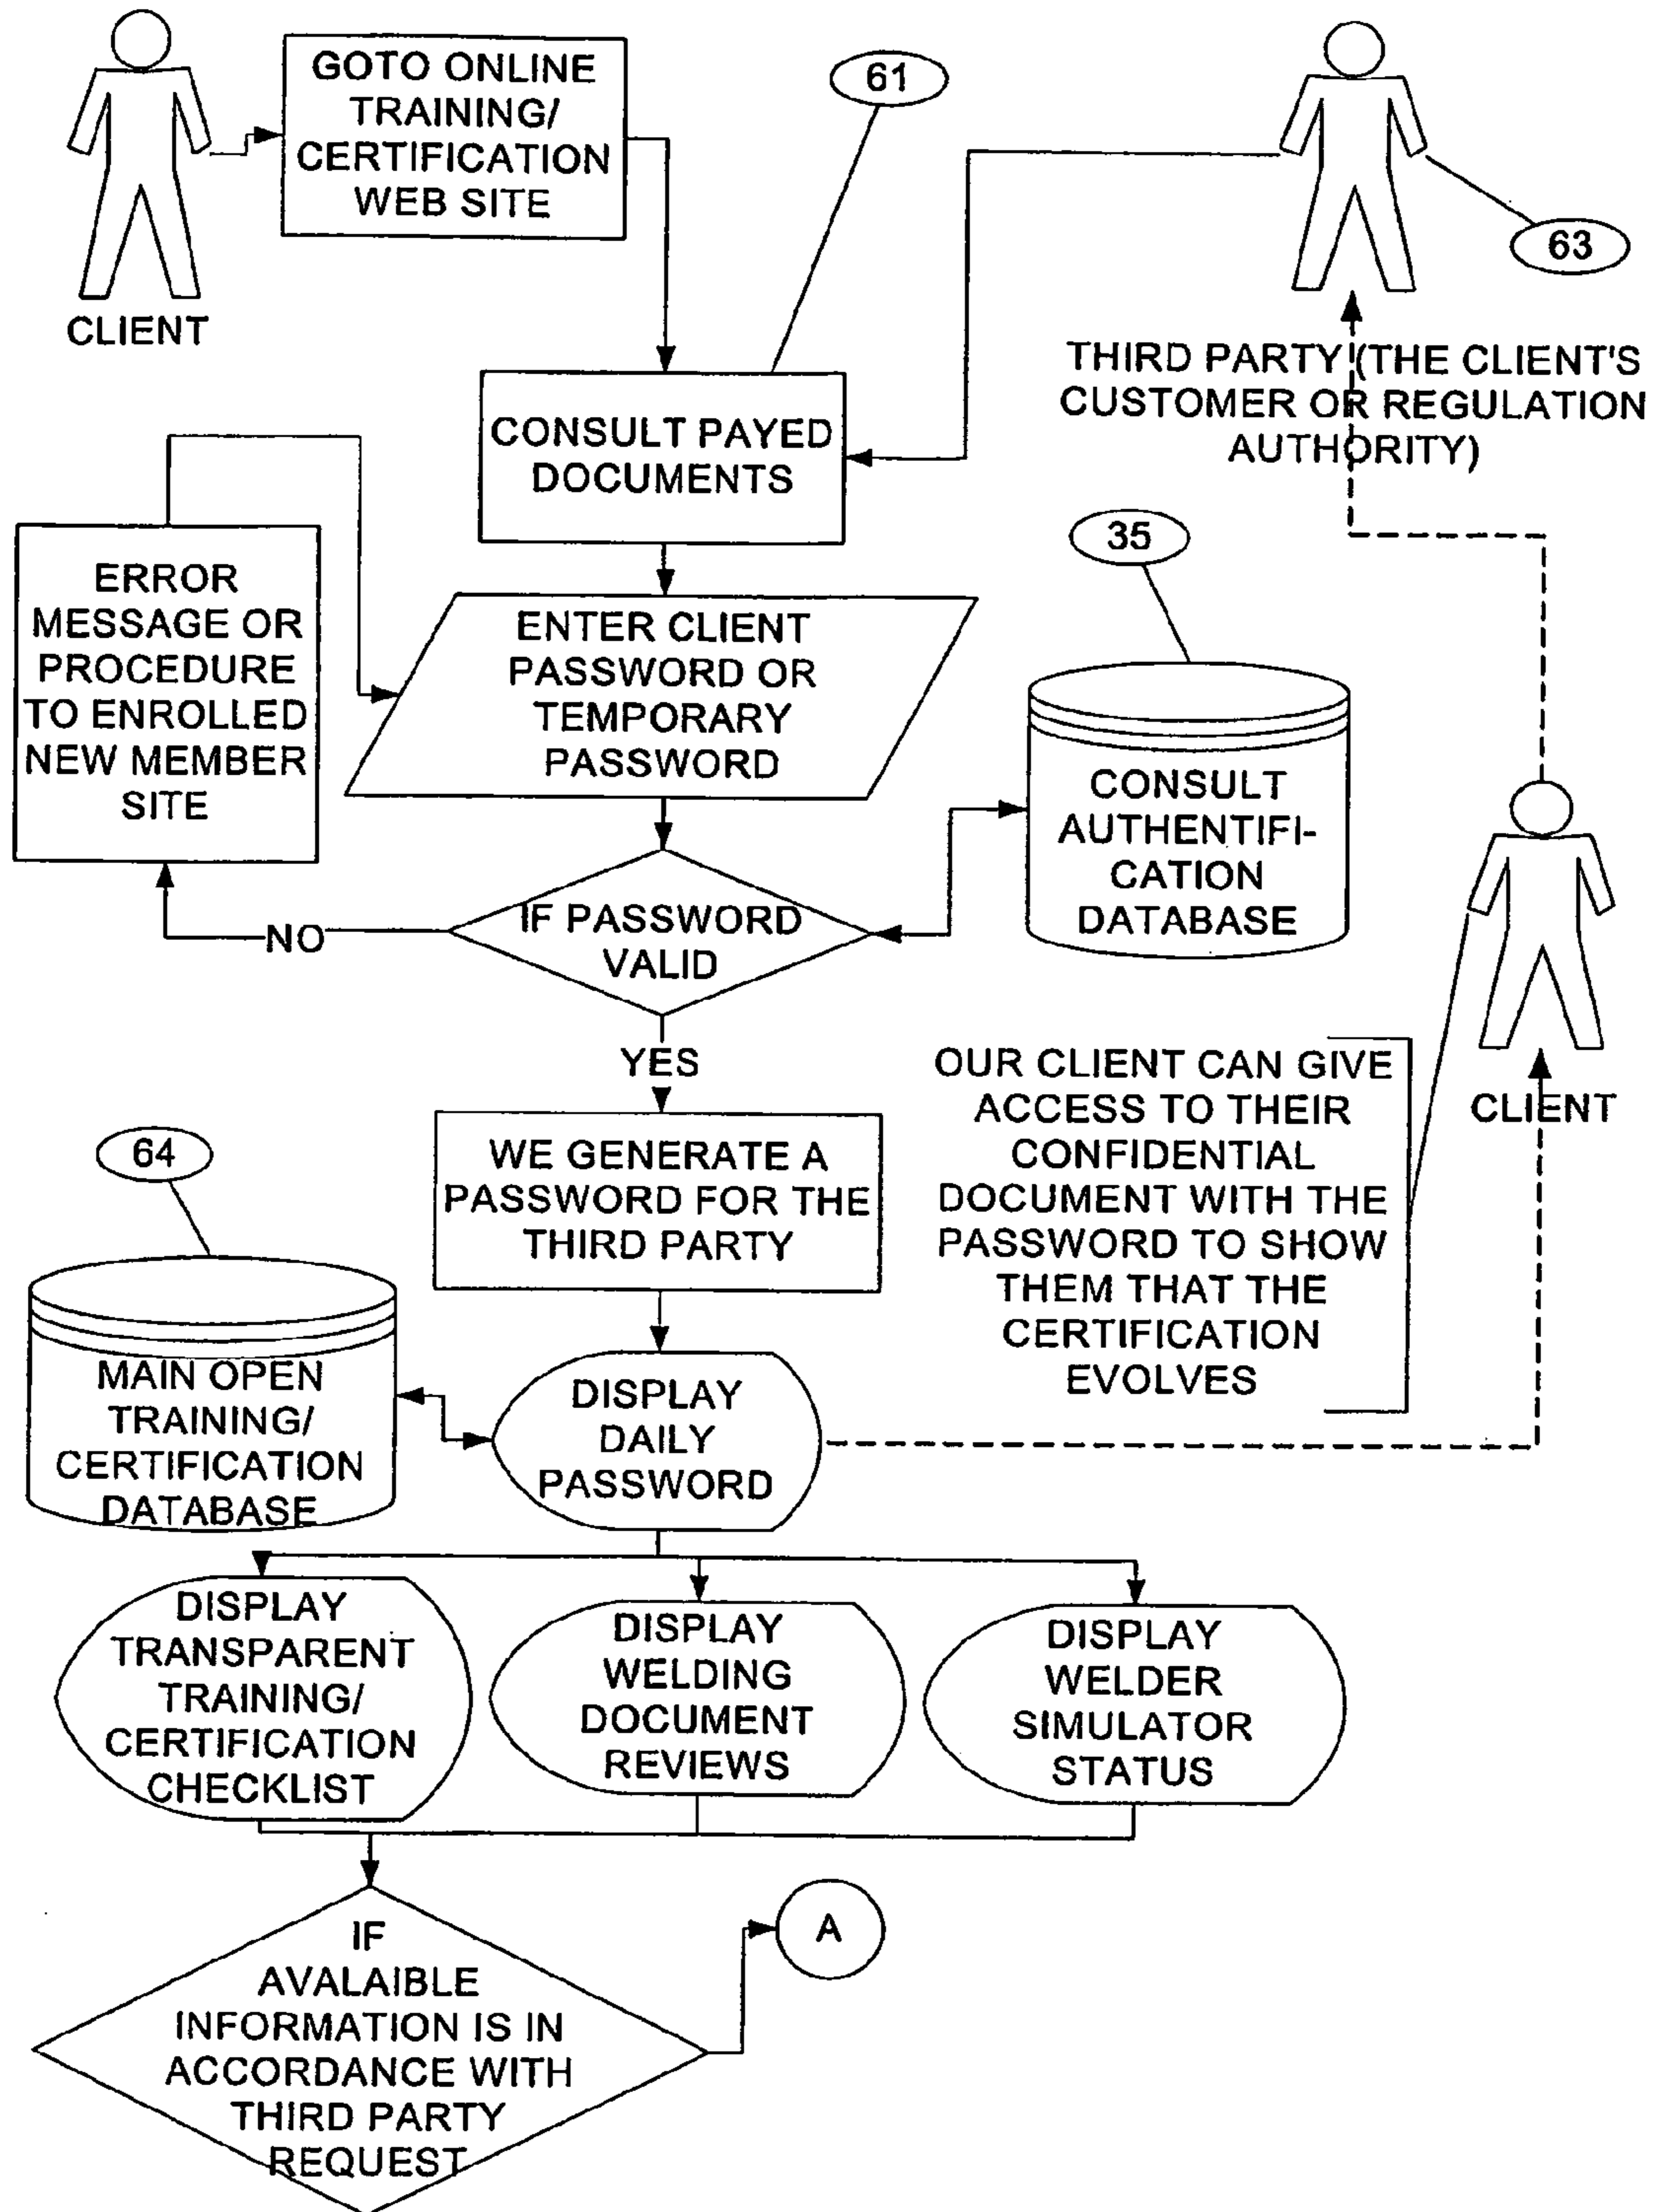 GOTO ONLINE
TRAINING/
CERTIFICATION
WEB SITE
61
63
CLIENT
THIRD PARTY (THE CLIENT'S
CUSTOMER OR REGULATION
AUTHORITY)
CONSULT PAYED
DOCUMENTS
35
ERROR
MESSAGE OR
PROCEDURE
TO ENROLLED
NEW MEMBER
SITE
ENTER CLIENT
PASSWORD OR
TEMPORARY
PASSWORD
CONSULT
AUTHENTIFI-
CATION
DATABASE
IF PASSWORD
VALID
NO
YES
CLIENT
OUR CLIENT CAN GIVE
ACCESS TO THEIR
CONFIDENTIAL
DOCUMENT WITH THE
PASSWORD TO SHOW
THEM THAT THE
CERTIFICATION
EVOLVES
WE GENERATE A
PASSWORD FOR THE
THIRD PARTY
64
MAIN OPEN
TRAINING/
CERTIFICATION
DATABASE
DISPLAY
DAILY
PASSWORD
DISPLAY
TRANSPARENT
TRAINING/
CERTIFICATION
CHECKLIST
DISPLAY
WELDING
DOCUMENT
REVIEWS
DISPLAY
WELDER
SIMULATOR
STATUS
IF
AVALAIBLE
INFORMATION IS IN
ACCORDANCE WITH
THIRD PARTY
REQUEST
A